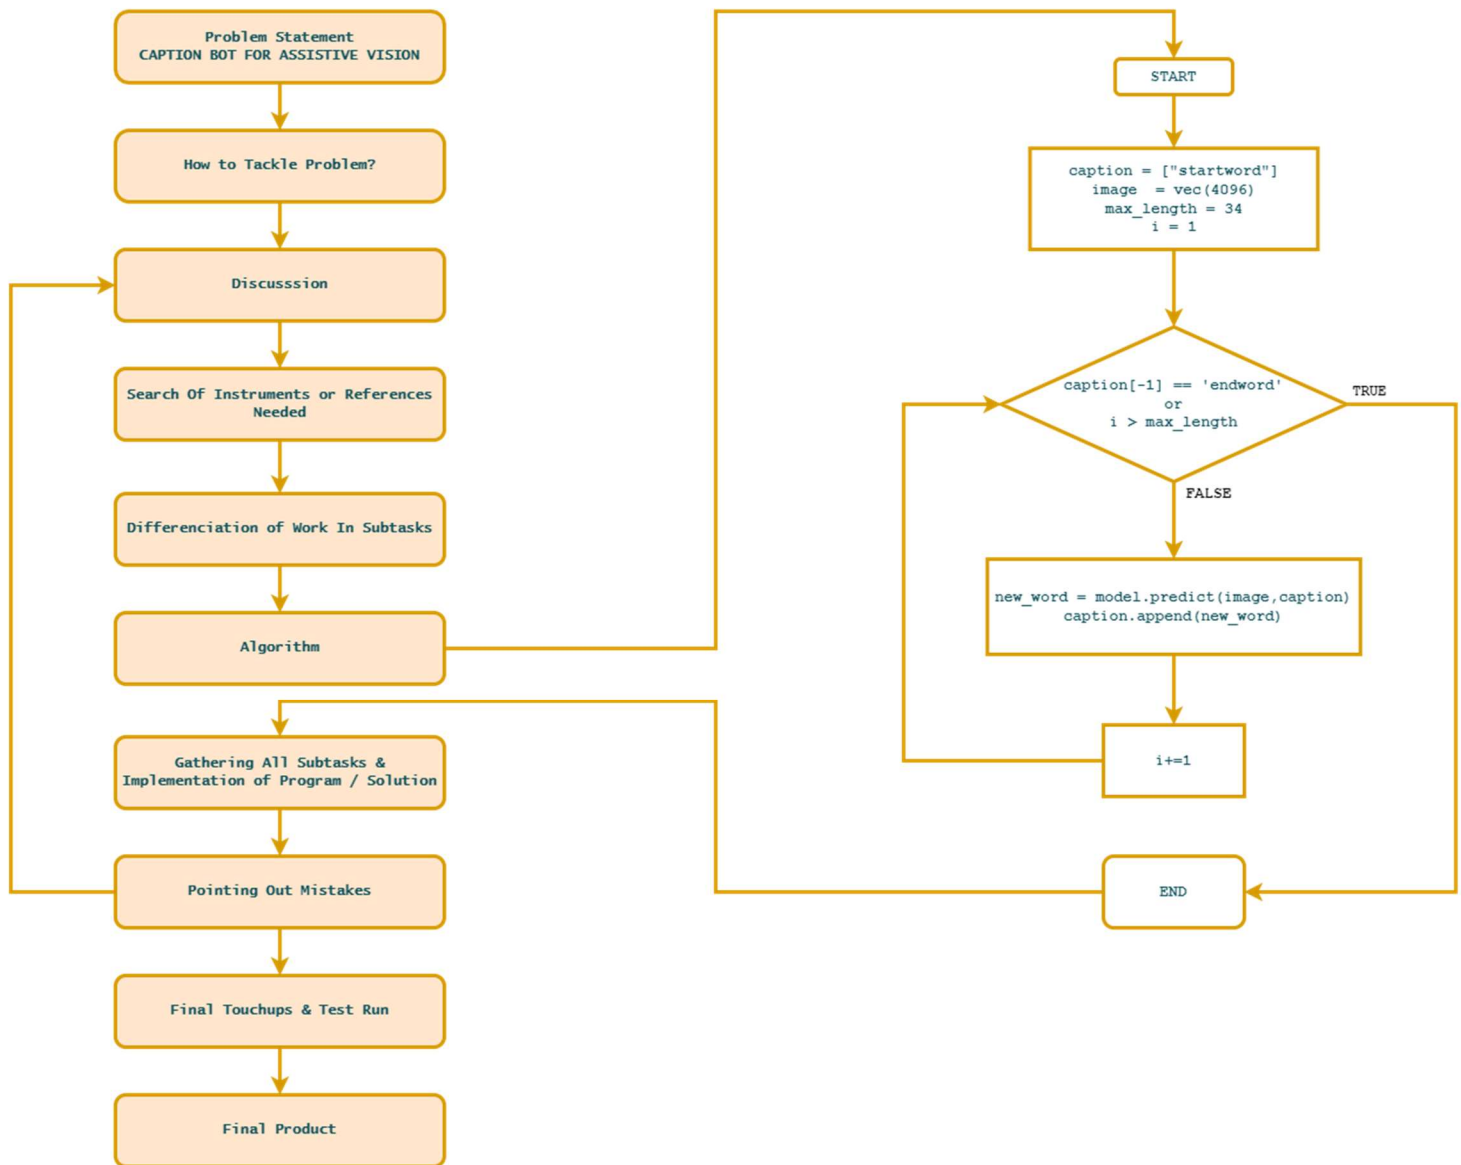 Problem Statement
CAPTION BOT FOR ASSISTIVE VISION
How to Tackle Problem?
Discusssion
Search Of Instruments or References
Needed
Differenciation of Work In Subtasks
Algorithm
Gathering All Subtasks &
Implementation of Program / Solution
Pointing Out Mistakes
Final Touchups & Test Run
Final Product
START
caption = ["startword"]
image  = vec(4096)
max_length = 34
i = 1
caption[-1] == 'endword'
or
i > max_length
TRUE
FALSE
new_word = model.predict(image,caption)
caption.append(new_word)
i+=1
END